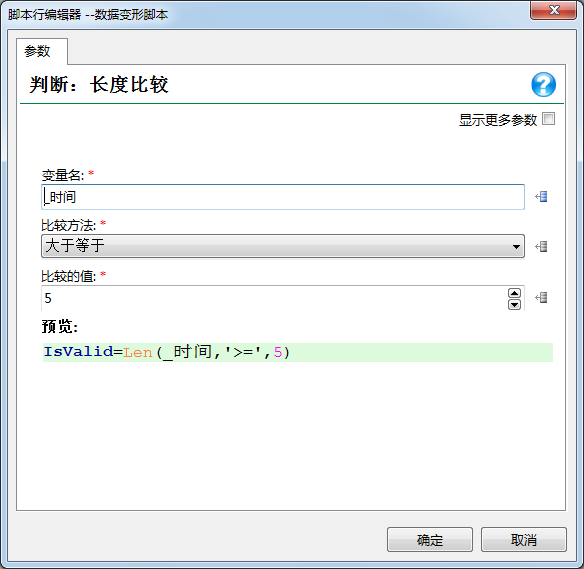 脚本行编辑器 --数据变形脚本
参数
判断：长度比较
显示更多参数
变量名: *
_时间
比较方法: *
大于等于
比较的值: *
5
预览:
IsValid=Len(_时间,'>=',5)
确定
取消